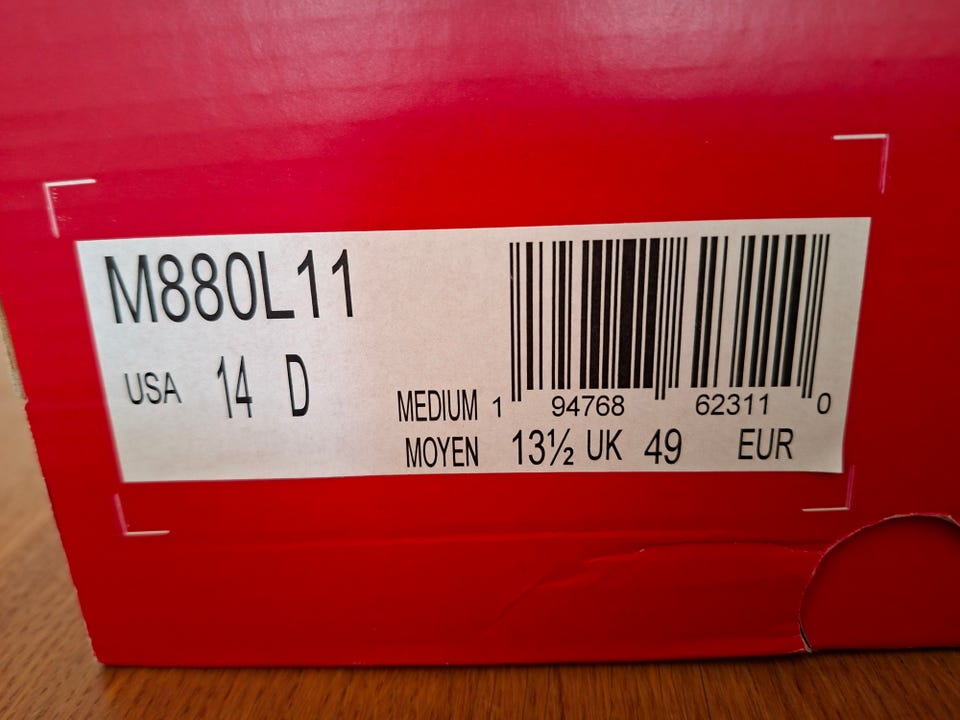 M880L11
USA 14 D
MEDIUM 1 94768 62311 0
MOYEN 13½ UK 49 EUR